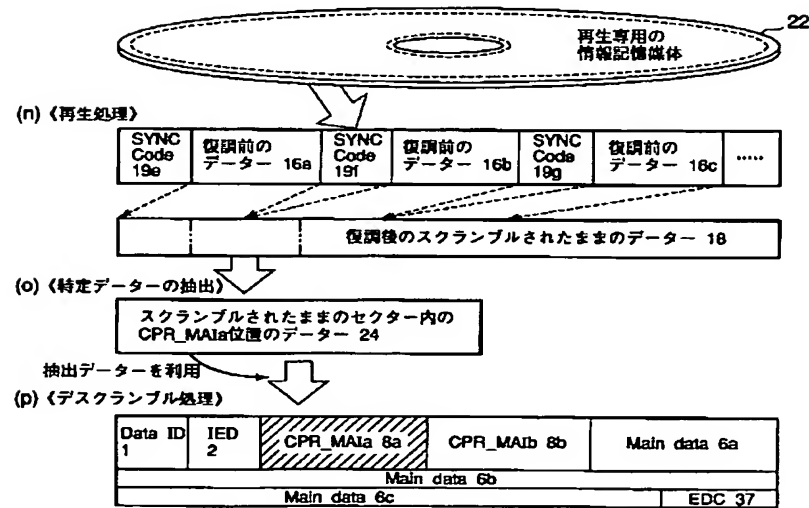 22
再生専用の
情報記憶媒体
(n)《再生処理》
SYNC
Code
19e
復調前の
データー 16a
SYNC
Code
19f
復調前の
データー 16b
SYNC
Code
19g
復調前の
データー 16c
.....
復調後のスクランブルされたままのデーター 18
(o)《特定データーの抽出》
スクランブルされたままのセクター内の
CPR_MAIa位置のデーター 24
抽出データーを利用
(p)《デスクランブル処理》
Data ID
1
IED
2
CPR_MAIa 8a
CPR_MAIb 8b
Main data 6a
Main data 6b
Main data 6c
EDC 37